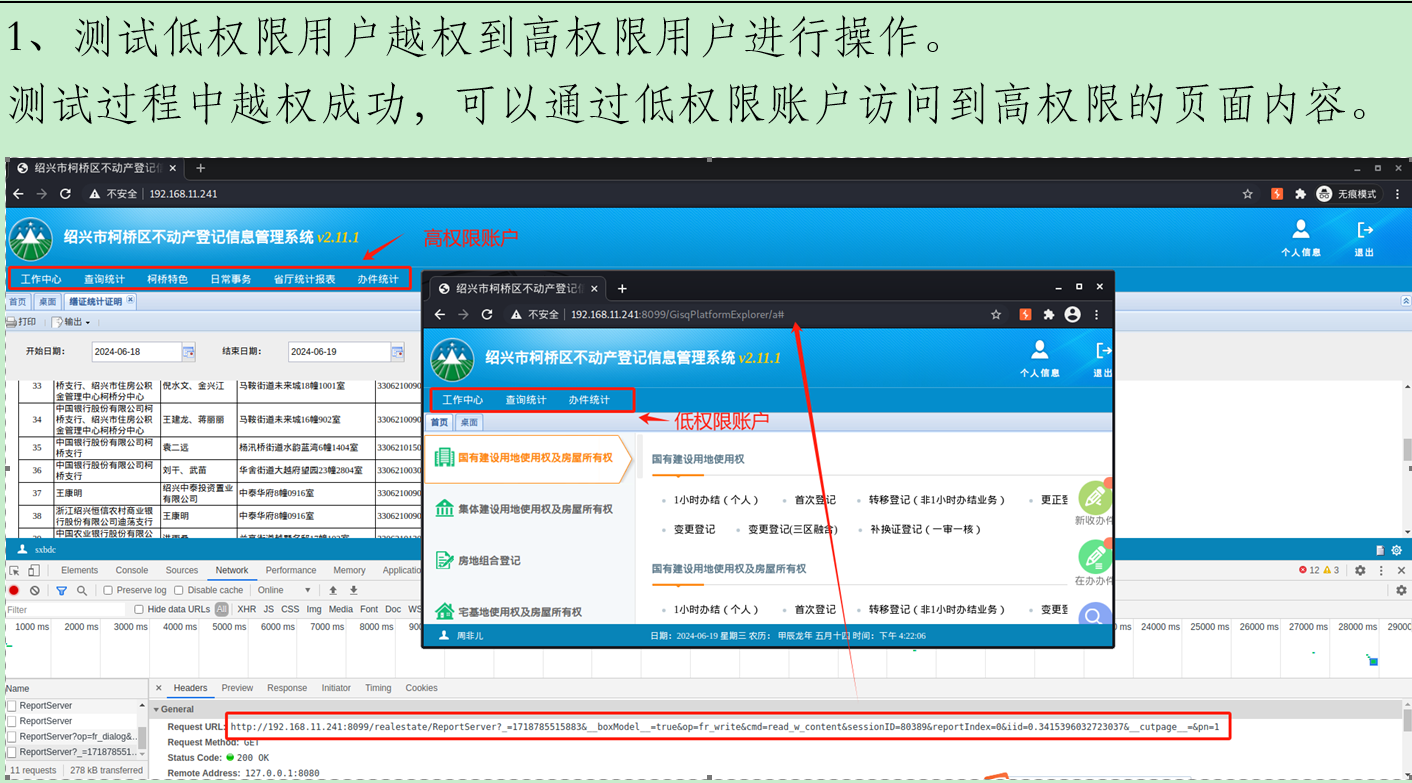 1、测试低权限用户越权到高权限用户进行操作。
测试过程中越权成功，可以通过低权限账户访问到高权限的页面内容。
绍兴市柯桥区不动产登记信
不安全 192.168.11.241
无痕模式
绍兴市柯桥区不动产登记信息管理系统 v2.11.1
高权限账户
个人信息 退出
工作中心 查询统计 柯桥特色 日常事务 省厅统计报表 办件统计
首页 桌面 缮证统计证明
打印 输出
开始日期: 2024-06-18 结束日期: 2024-06-19
33 桥支行、绍兴市住房公积金管理中心柯桥分中心 倪水文、金兴江 马鞍街道未来城18幢1001室 3306210090
34 中国银行股份有限公司柯桥支行、绍兴市住房公积金管理中心柯桥分中心 王建龙、蒋丽丽 马鞍街道未来城16幢902室 3306210090
35 中国银行股份有限公司柯桥支行 袁二远 杨汛桥街道水韵蓝湾6幢1404室 3306210150
36 中国银行股份有限公司柯桥支行 刘干、武苗 华舍街道大越府望园23幢2804室 3306210030
37 王康明 绍兴中泰投资置业有限公司 中泰华府8幢0916室 3306210090
38 浙江绍兴恒信农村商业银行股份有限公司迪荡支行 王康明 中泰华府8幢0916室 3306210090
中国农业银行股份有限公
sxbdc
绍兴市柯桥区不动产登记信
不安全 192.168.11.241:8099/GisqPlatformExplorer/a#
绍兴市柯桥区不动产登记信息管理系统 v2.11.1
个人信息 退出
工作中心 查询统计 办件统计
低权限账户
首页 桌面
国有建设用地使用权及房屋所有权
集体建设用地使用权及房屋所有权
房地组合登记
宅基地使用权及房屋所有权
国有建设用地使用权
1小时办结（个人） 首次登记 转移登记（非1小时办结业务） 更正登
变更登记 变更登记(三区融合) 补换证登记（一审一核）
国有建设用地使用权及房屋所有权
1小时办结（个人） 首次登记 转移登记（非1小时办结业务） 变更登
新收办件
在办办件
周非儿 日期: 2024-06-19 星期三 农历: 甲辰龙年 五月十四 时间: 下午 4:22:06
Elements Console Sources Network Performance Memory Applicatio
12 3
Preserve log Disable cache Online
Filter Hide data URLs All XHR JS CSS Img Media Font Doc WS
1000 ms 2000 ms 3000 ms 4000 ms 5000 ms 6000 ms 7000 ms 8000 ms 900
ms 24000 ms 25000 ms 26000 ms 27000 ms 28000 ms 29000
Name
ReportServer
ReportServer
ReportServer?op=fr_dialog&..
ReportServer?_=171878551...
11 requests 278 kB transferred
Headers Preview Response Initiator Timing Cookies
General
Request URL: http://192.168.11.241:8099/realestate/ReportServer?_=1718785515883&__boxModel__=true&op=fr_write&cmd=read_w_content&sessionID=80389&reportIndex=0&iid=0.3415396032723037&__cutpage__=&pn=1
Request Method: GET
Status Code: 200 OK
Remote Address: 127.0.0.1:8080